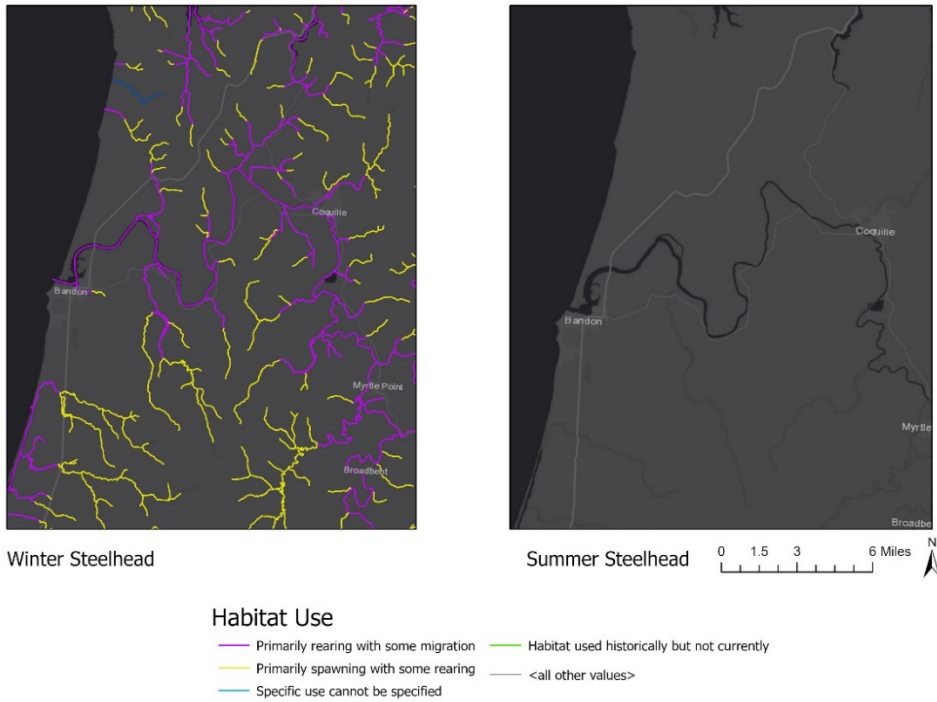 Coquille
Bandon
Myrtle Point
Broadbent
Coquille
Bandon
Myrtle
Broadbe
Winter Steelhead
Summer Steelhead
0 1.5 3 6 Miles
N
Habitat Use
Primarily rearing with some migration
Primarily spawning with some rearing
Specific use cannot be specified
Habitat used historically but not currently
<all other values>